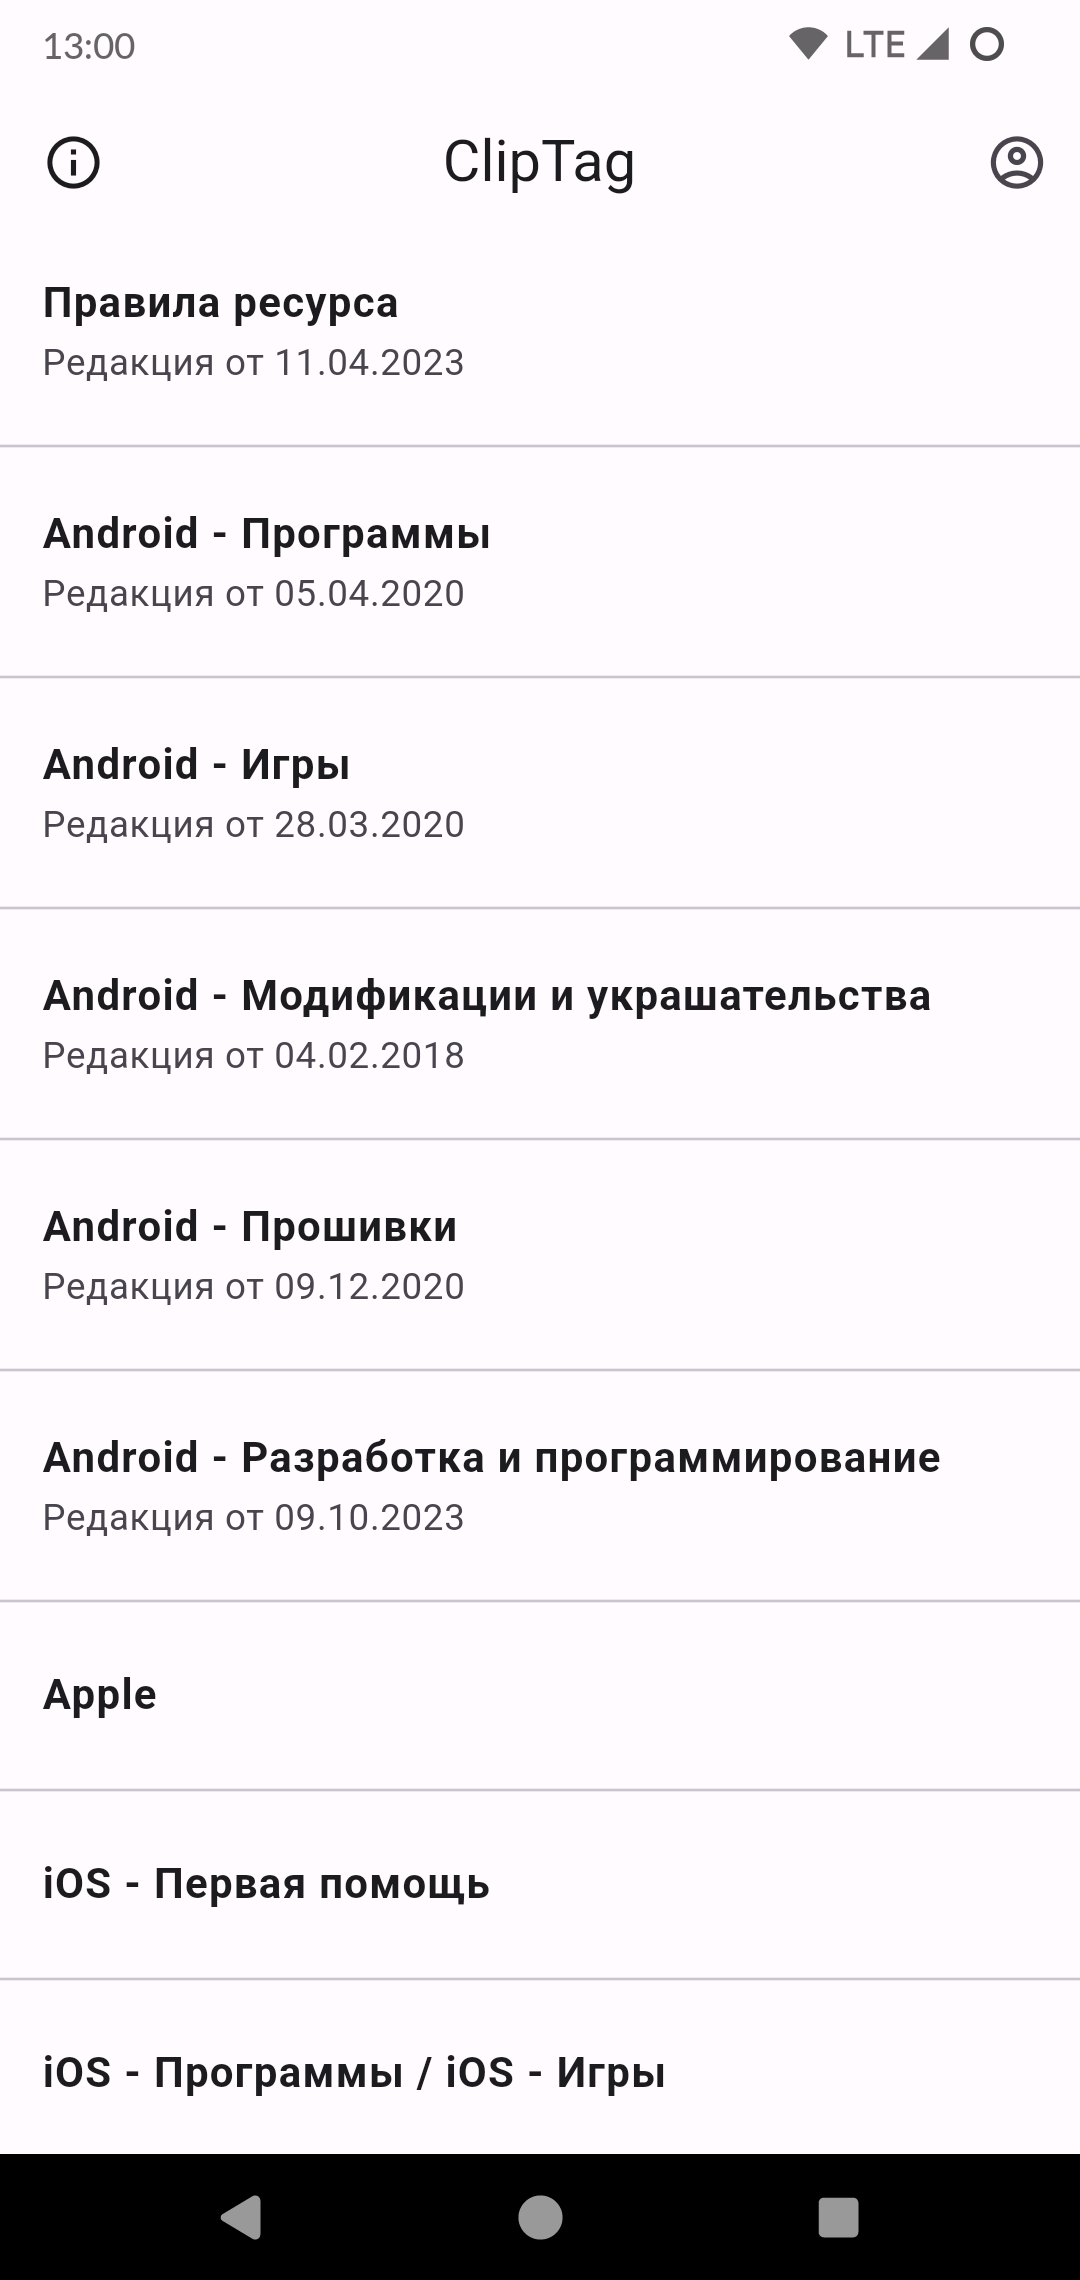 13:00
LTE
ClipTag
Правила ресурса
Редакция от 11.04.2023
Android - Программы
Редакция от 05.04.2020
Android - Игры
Редакция от 28.03.2020
Android - Модификации и украшательства
Редакция от 04.02.2018
Android - Прошивки
Редакция от 09.12.2020
Android - Разработка и программирование
Редакция от 09.10.2023
Apple
iOS - Первая помощь
iOS - Программы / iOS - Игры